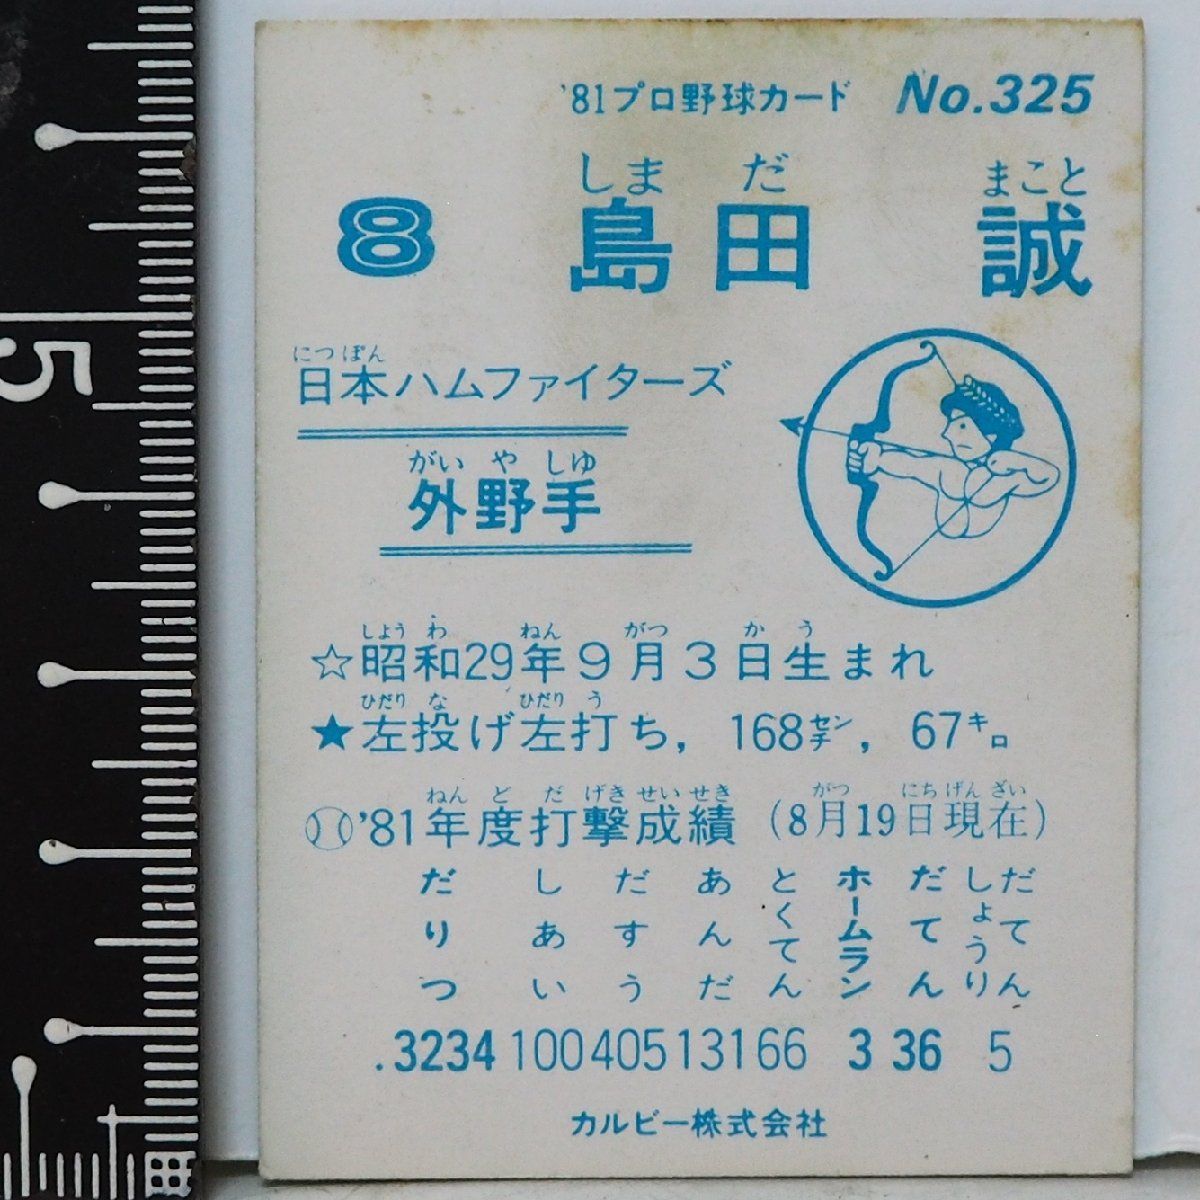 '81プロ野球カード No.325
しま だ まこと
8 島田 誠
にっぽん
日本ハムファイターズ
がい や しゆ
外野手
しよう わ ねん がつ か う
☆昭和29年9月3日生まれ
ひだり な ひだり う
★左投げ左打ち, 168センチ, 67キロ。
ねん ど だ げき せい せき がつ にち げん ざい
'81年度打撃成績 (8月19日現在)
だりつ しあい だすう あんだ とくてん ホームラン だてん しょうりだてん
.3234 100 405 131 66 3 36 5
カルビー株式会社
5